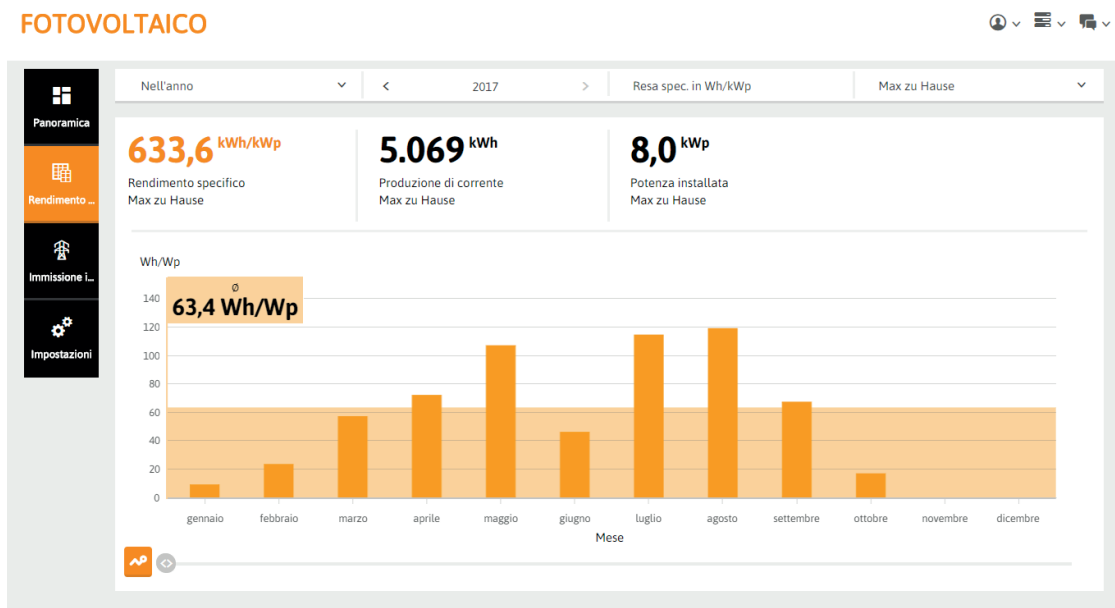 FOTOVOLTAICO
Panoramica
Rendimento ...
Immissione i...
Impostazioni
Nell'anno
< 2017 >
Resa spec. in Wh/kWp
Max zu Hause
633,6 kWh/kWp
Rendimento specifico
Max zu Hause
5.069 kWh
Produzione di corrente
Max zu Hause
8,0 kWp
Potenza installata
Max zu Hause
Wh/Wp
Ø
63,4 Wh/Wp
140
120
100
80
60
40
20
0
gennaio febbraio marzo aprile maggio giugno luglio agosto settembre ottobre novembre dicembre
Mese